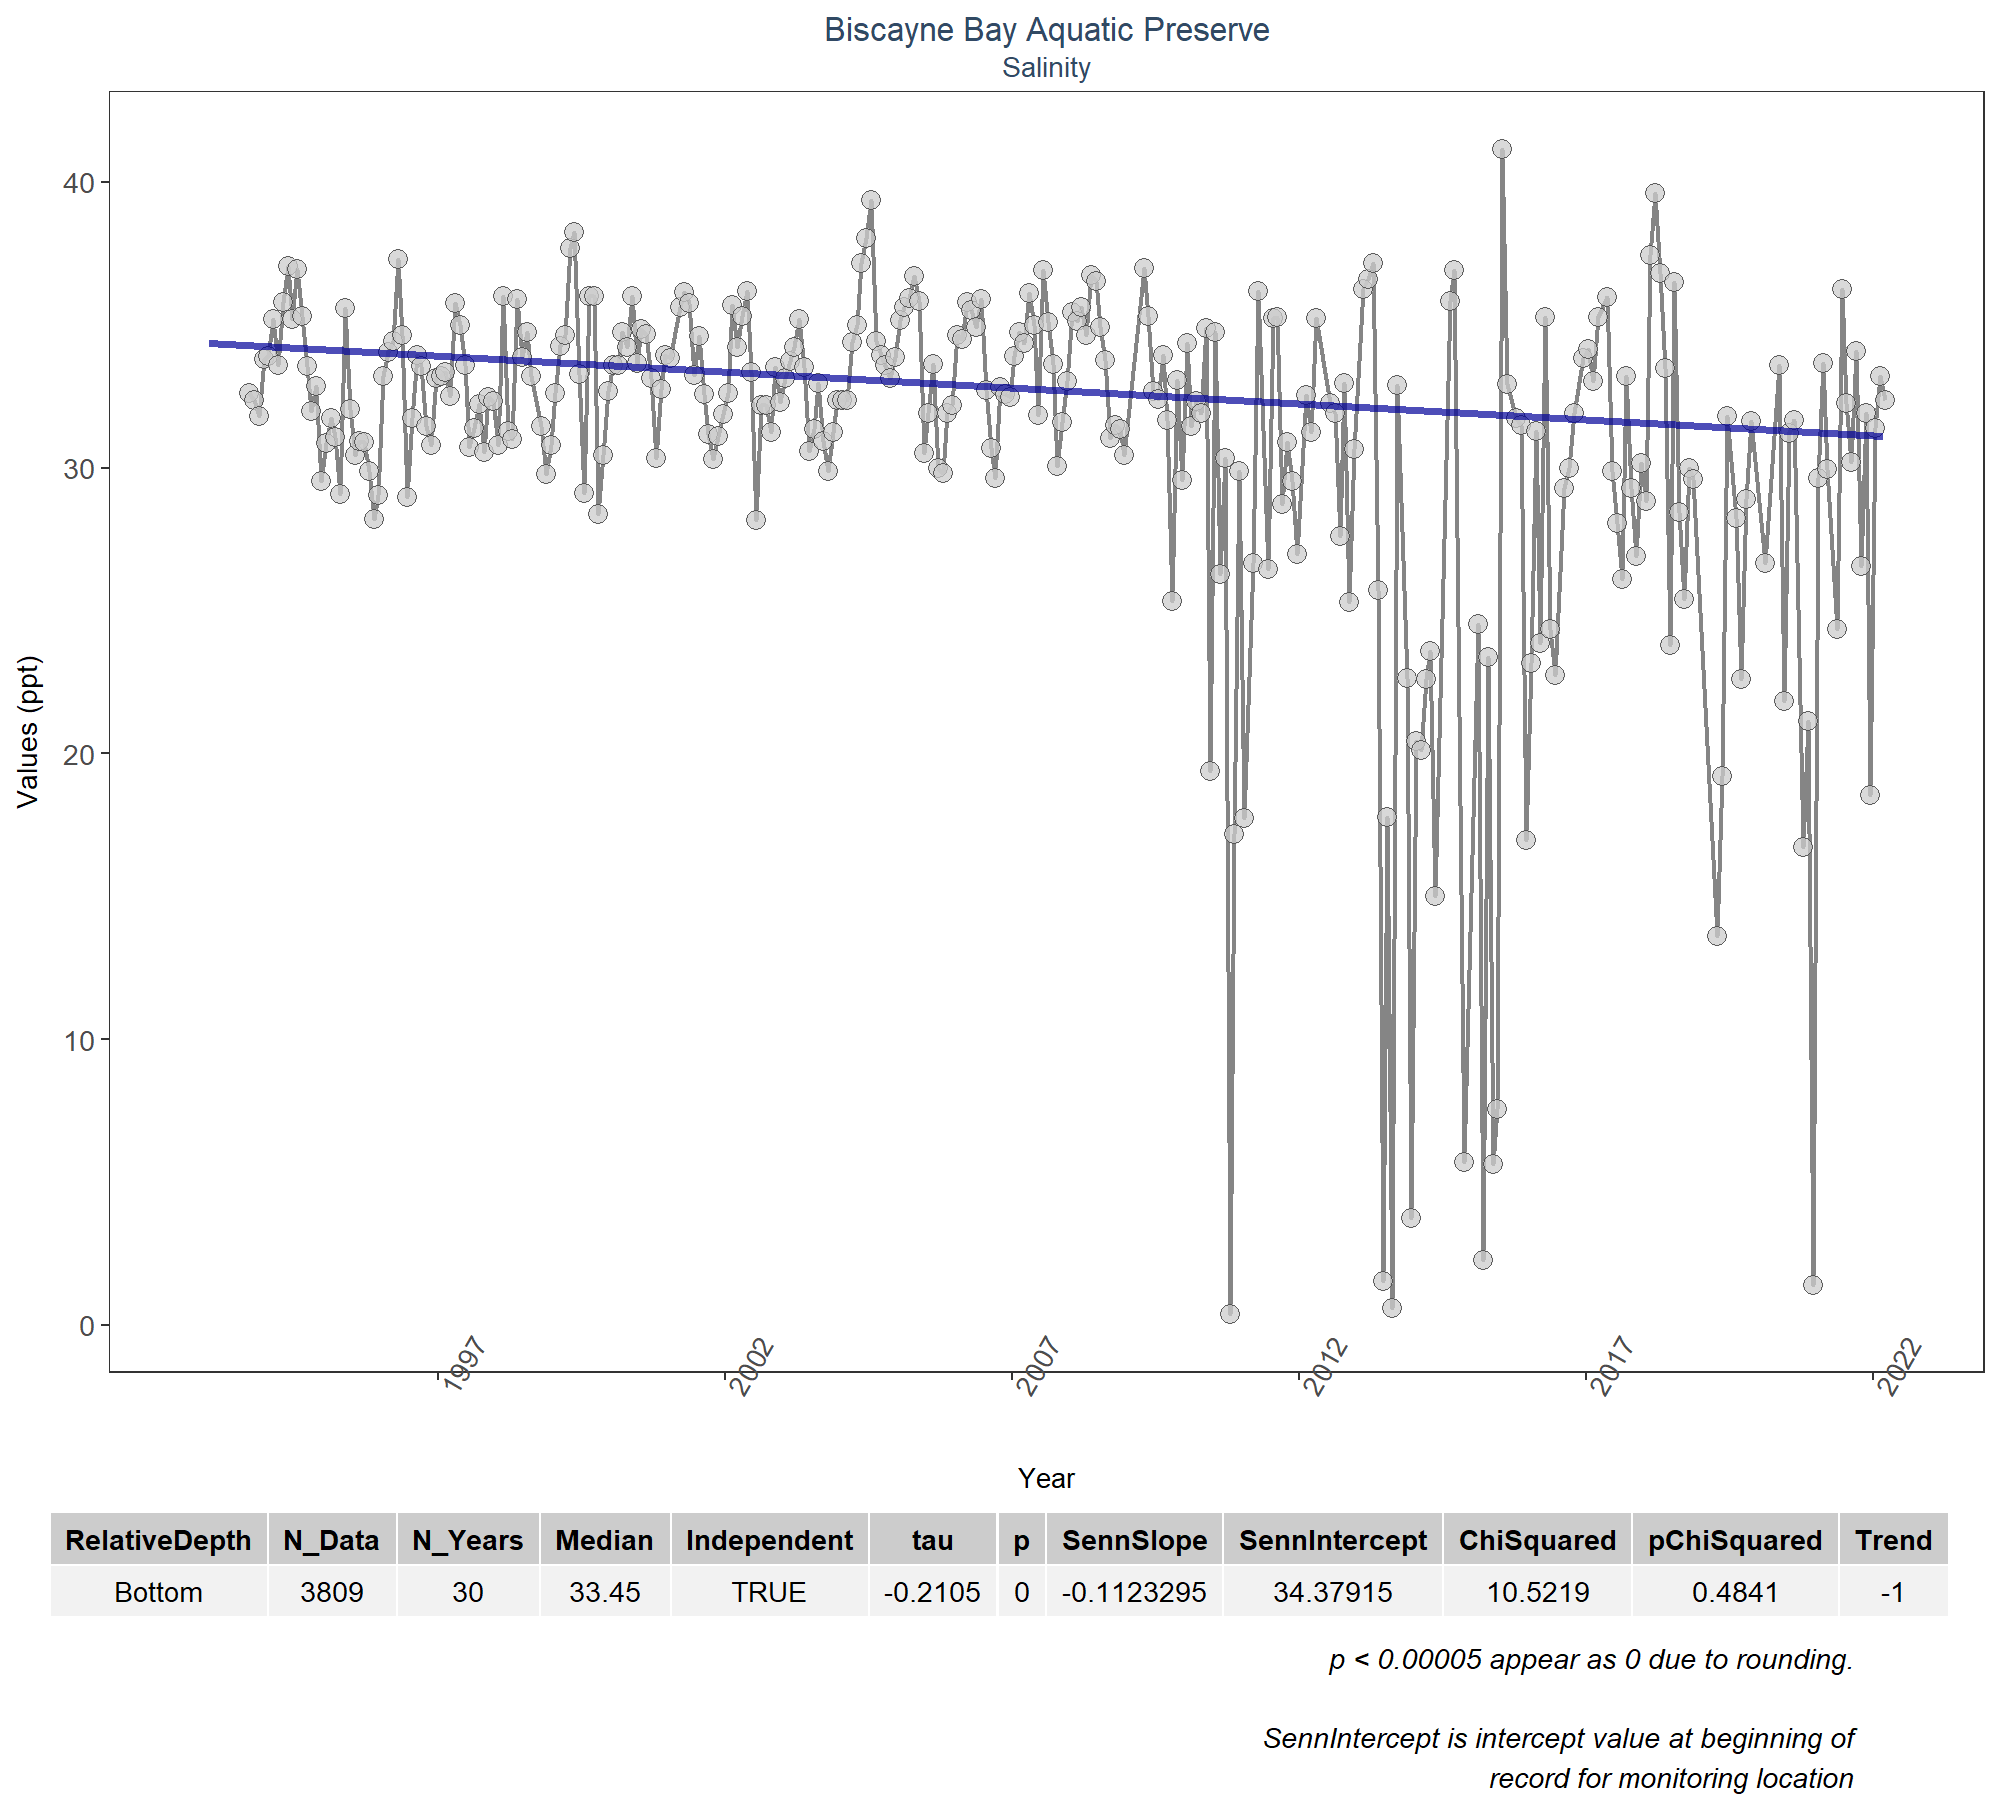 Biscayne Bay Aquatic Preserve
Salinity
Values (ppt)
40
30
20
10
0
1997 2002 2007 2012 2017 2022
Year
RelativeDepth N_Data N_Years Median Independent tau p SennSlope SennIntercept ChiSquared pChiSquared Trend
Bottom 3809 30 33.45 TRUE -0.2105 0 -0.1123295 34.37915 10.5219 0.4841 -1
p < 0.00005 appear as 0 due to rounding.
SennIntercept is intercept value at beginning of
record for monitoring location